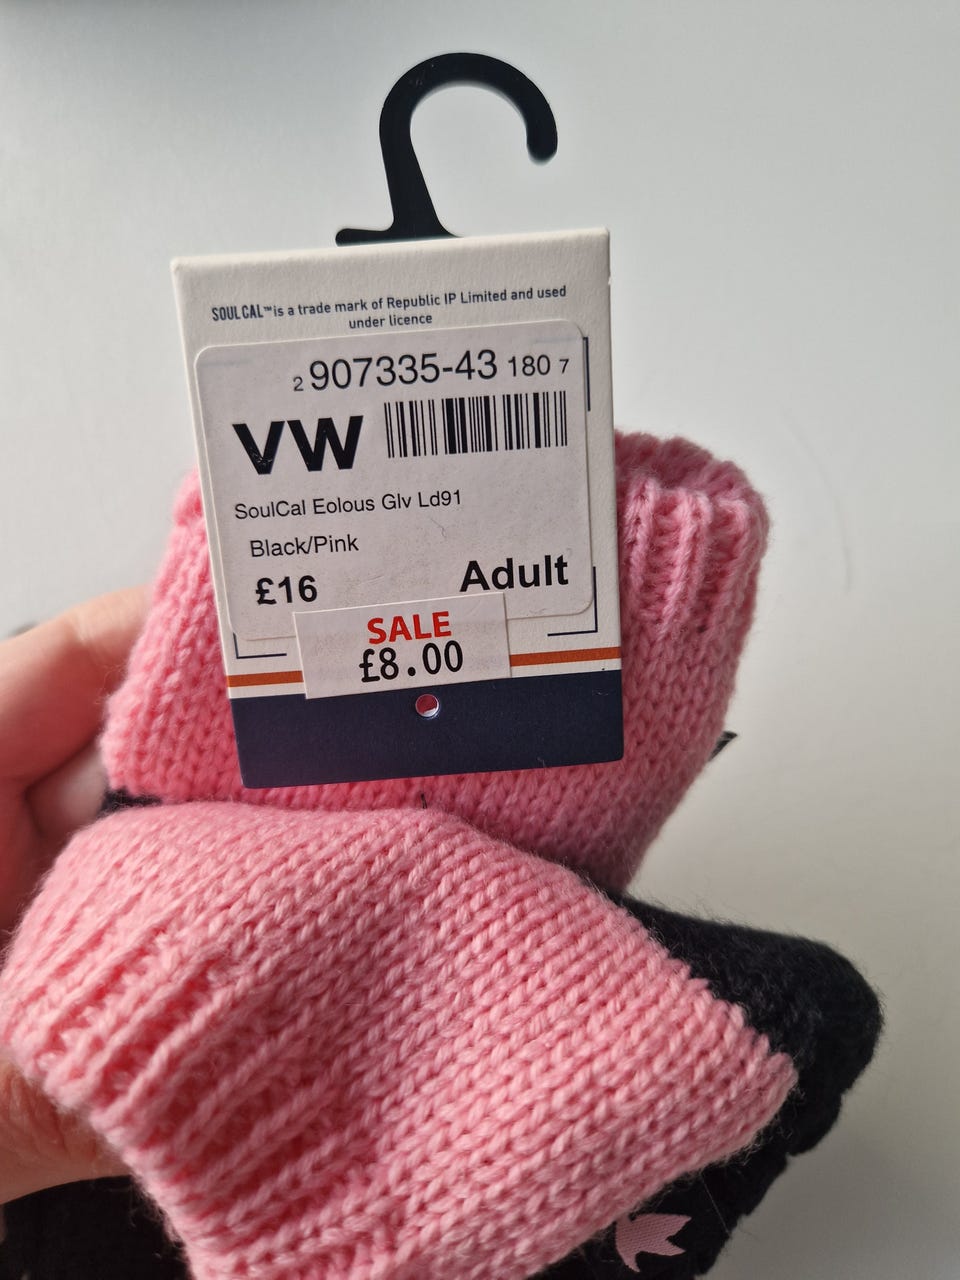 SOULCAL™ is a trade mark of Republic IP Limited and used
under licence
2 907335-43 180 7
VW
SoulCal Eolous Glv Ld91
Black/Pink
£16 Adult
SALE
£8.00